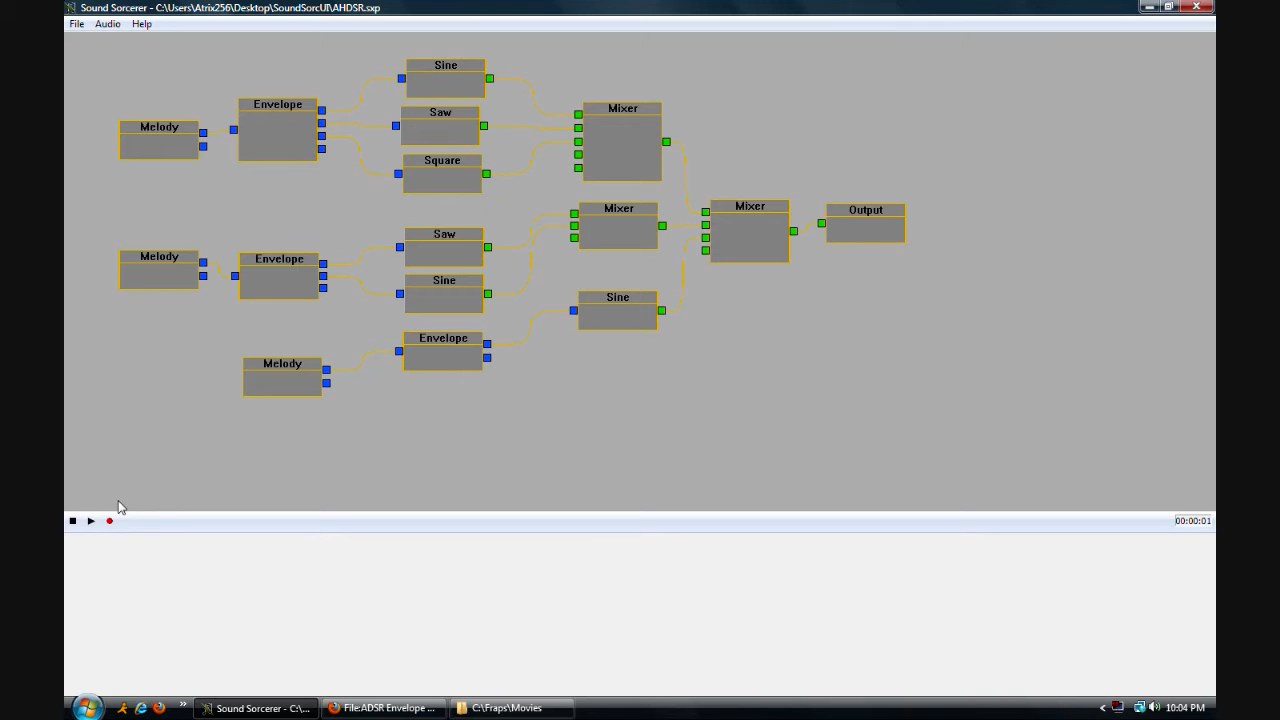 Sound Sorcerer - C:\Users\Atrix256\Desktop\SoundSorcUI\AHDSR.sxp
File Audio Help
Sine
Envelope
Saw
Mixer
Melody
Square
Mixer
Mixer
Output
Saw
Melody
Envelope
Sine
Sine
Envelope
Melody
00:00:01
Sound Sorcerer - C:\...
File:ADSR Envelope ...
C:\Fraps\Movies
10:04 PM